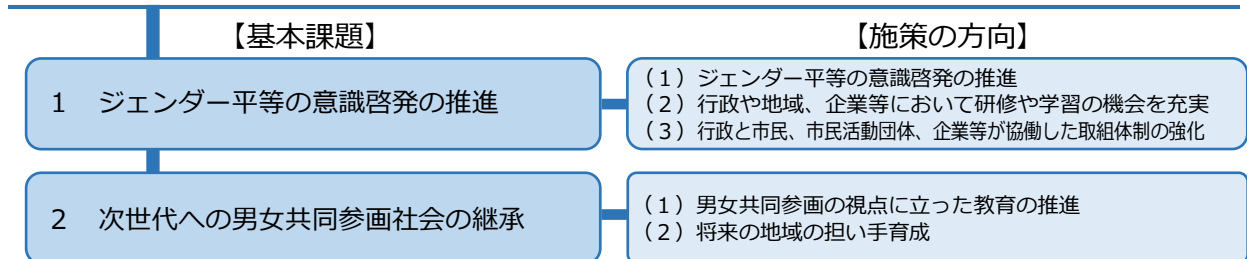 【基本課題】
【施策の方向】
1 ジェンダー平等の意識啓発の推進
（１）ジェンダー平等の意識啓発の推進
（２）行政や地域、企業等において研修や学習の機会を充実
（３）行政と市民、市民活動団体、企業等が協働した取組体制の強化
2 次世代への男女共同参画社会の継承
（１）男女共同参画の視点に立った教育の推進
（２）将来の地域の担い手育成